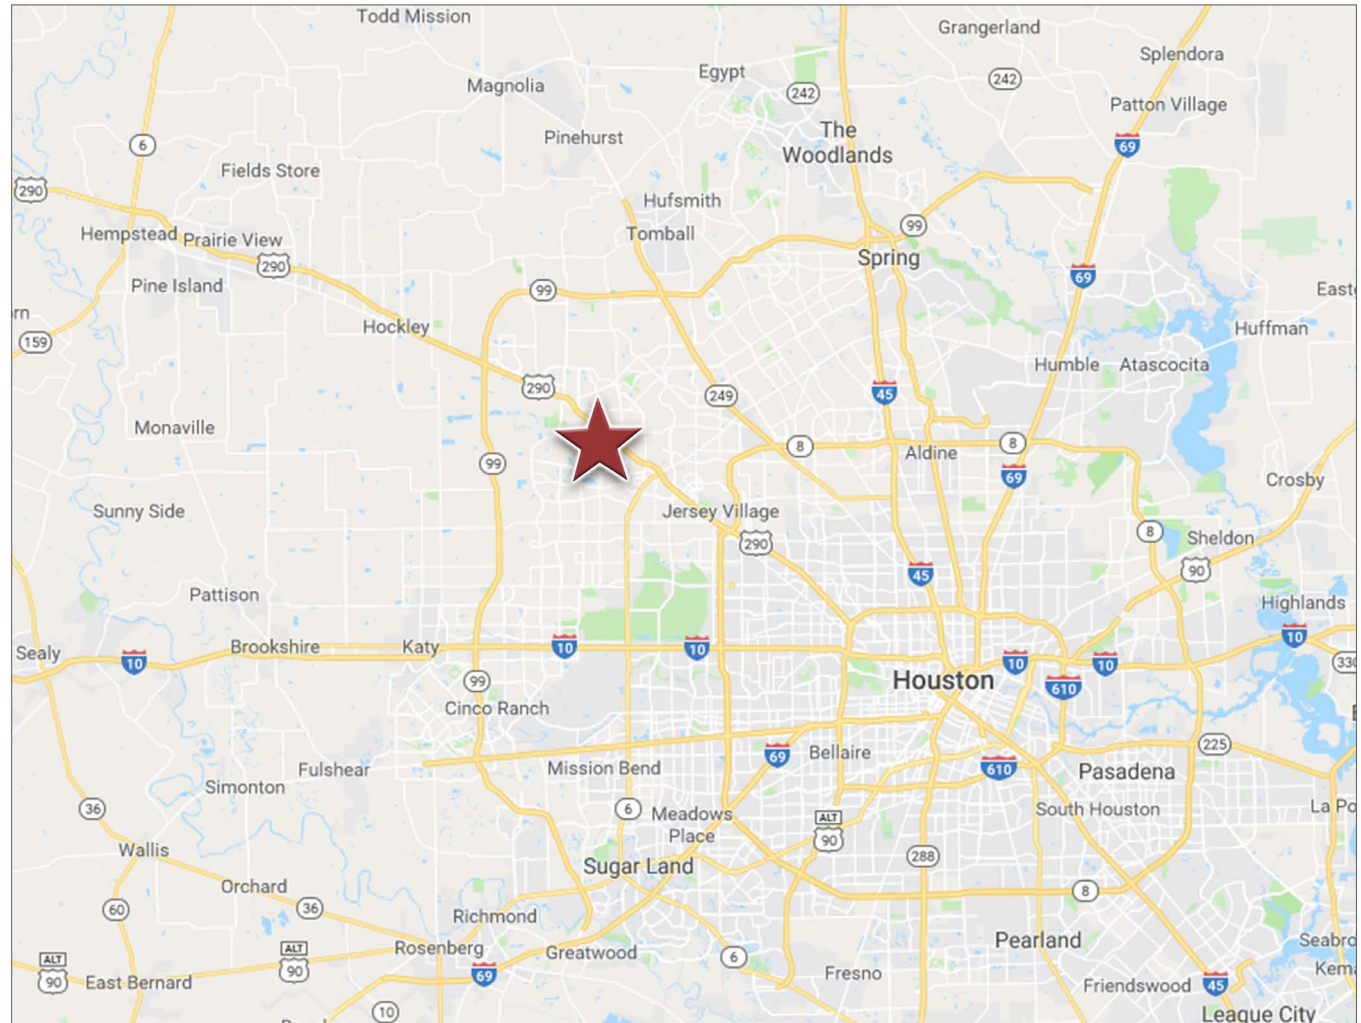 Todd Mission
Grangerland
Splendora
Egypt
242
Magnolia
242
Patton Village
The
Woodlands
Pinehurst
6
69
Fields Store
290
Hufsmith
99
Hempstead
Prairie View
Tomball
Spring
290
69
Pine Island
99
Hockley
Huffman
159
Humble
Atascocita
290
45
249
Monaville
8
8
Aldine
99
69
Crosby
Sunny Side
Jersey Village
8
Sheldon
290
90
45
Pattison
Highlands
10
Sealy
Brookshire
Katy
10
10
10
10
10
330
Houston
610
99
Cinco Ranch
225
69
Bellaire
Fulshear
Mission Bend
610
Pasadena
Simonton
36
6
Meadows
Place
South Houston
ALT
90
Wallis
288
Sugar Land
Orchard
8
36
60
Richmond
Rosenberg
Greatwood
Pearland
ALT
90
ALT
90
69
6
East Bernard
Fresno
Friendswood
45
10
League City